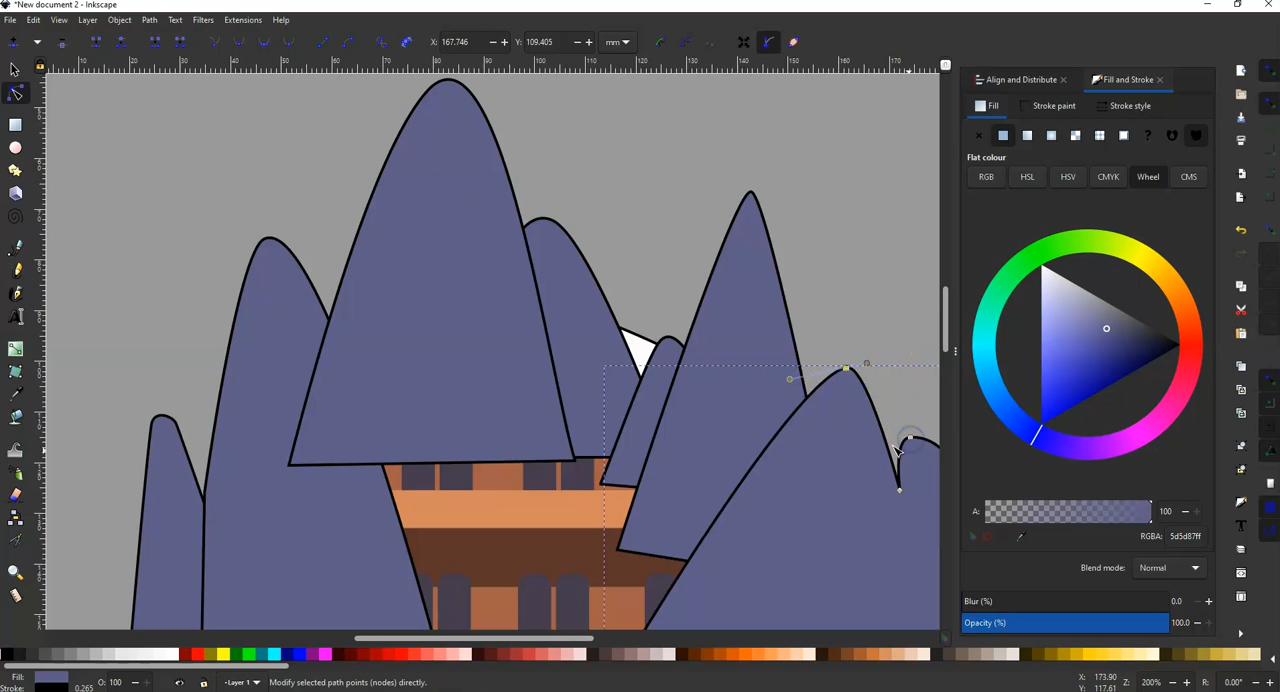 *New document 2 - Inkscape
File Edit View Layer Object Path Text Filters Extensions Help
X: 167.746 - + Y: 109.405 - + mm
Align and Distribute Fill and Stroke
Fill Stroke paint Stroke style
?
Flat colour
RGB HSL HSV CMYK Wheel CMS
A: 100 - +
RGBA: 5d5d87ff
Blend mode: Normal
Blur (%) 0.0 - +
Opacity (%) 100.0 - +
Fill:
Stroke: 0.265
O: 100 - +
Layer 1
Modify selected path points (nodes) directly.
X: 173.90
Y: 117.61
Z: 200% - +
R: 0.00° - +